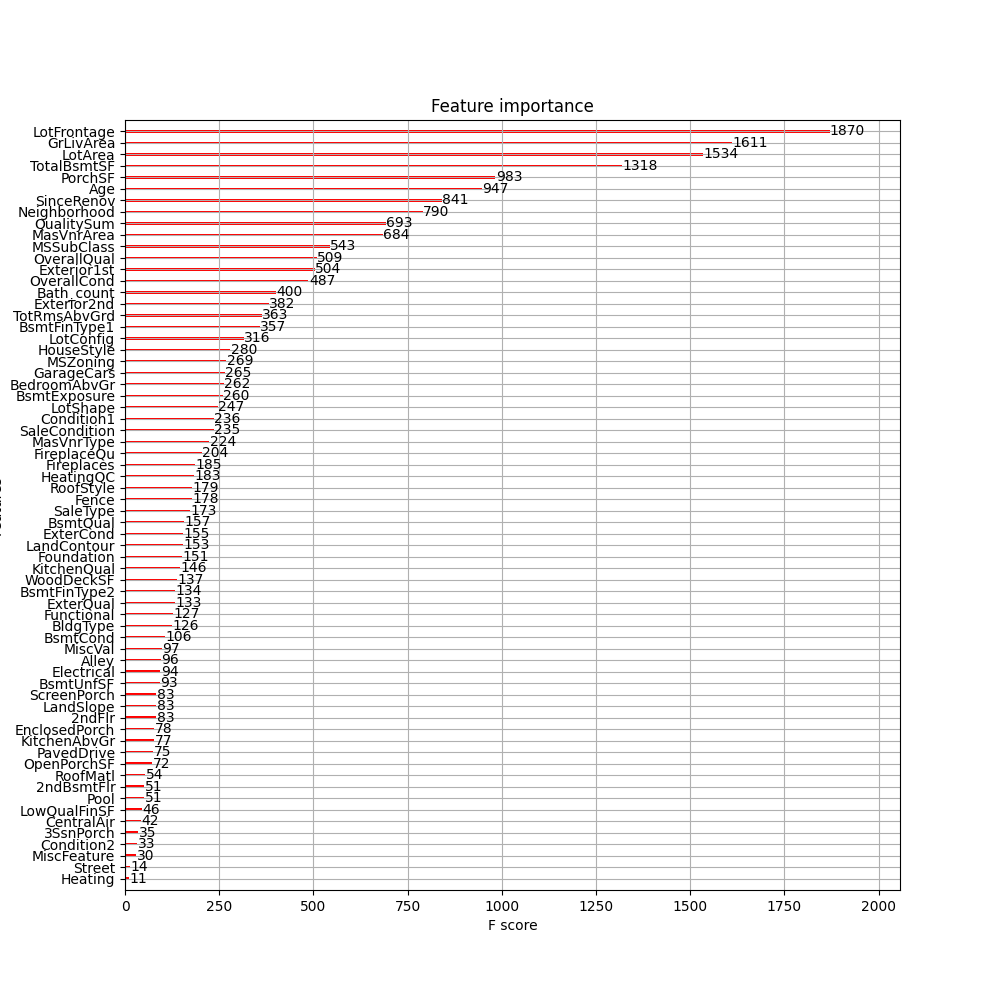 Feature importance
LotFrontage 1870
GrLivArea 1611
LotArea 1534
TotalBsmtSF 1318
PorchSF 983
Age 947
SinceRenov 841
Neighborhood 790
QualitySum 693
MasVnrArea 684
MSSubClass 543
OverallQual 509
Exterior1st 504
OverallCond 487
Bath_count 400
Exterior2nd 382
TotRmsAbvGrd 363
BsmtFinType1 357
LotConfig 316
HouseStyle 280
MSZoning 269
GarageCars 265
BedroomAbvGr 262
BsmtExposure 260
LotShape 247
Condition1 236
SaleCondition 235
MasVnrType 224
FireplaceQu 204
Fireplaces 185
HeatingQC 183
RoofStyle 179
Fence 178
SaleType 173
BsmtQual 157
ExterCond 155
LandContour 153
Foundation 151
KitchenQual 146
WoodDeckSF 137
BsmtFinType2 134
ExterQual 133
Functional 127
BldgType 126
BsmtCond 106
MiscVal 97
Alley 96
Electrical 94
BsmtUnfSF 93
ScreenPorch 83
LandSlope 83
2ndFlr 83
EnclosedPorch 78
KitchenAbvGr 77
PavedDrive 75
OpenPorchSF 72
RoofMatl 54
2ndBsmtFlr 51
Pool 51
LowQualFinSF 46
CentralAir 42
3SsnPorch 35
Condition2 33
MiscFeature 30
Street 14
Heating 11
0 250 500 750 1000 1250 1500 1750 2000
F score